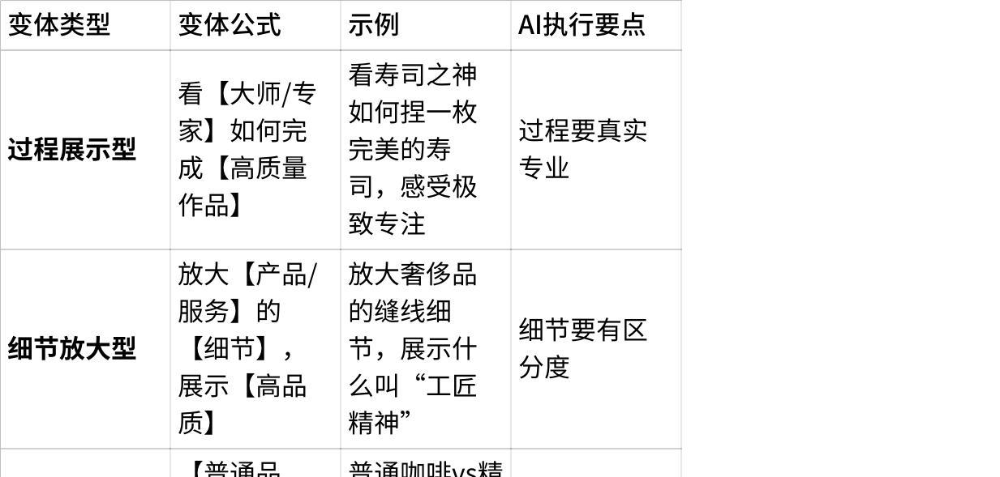 变体类型
变体公式
示例
AI执行要点
过程展示型
看【大师/专
家】如何完
成【高质量
作品】
看寿司之神
如何捏一枚
完美的寿
司，感受极
致专注
过程要真实
专业
细节放大型
放大【产品/
服务】的
【细节】，
展示【高品
质】
放大奢侈品
的缝线细
节，展示什
么叫“工匠
精神”
细节要有区
分度
【普通品
普通咖啡vs精